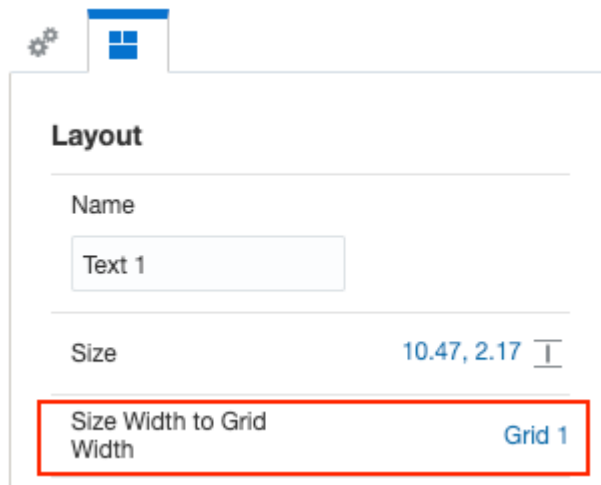 Layout
Name
Text 1
Size 10.47, 2.17
Size Width to Grid
Width
Grid 1